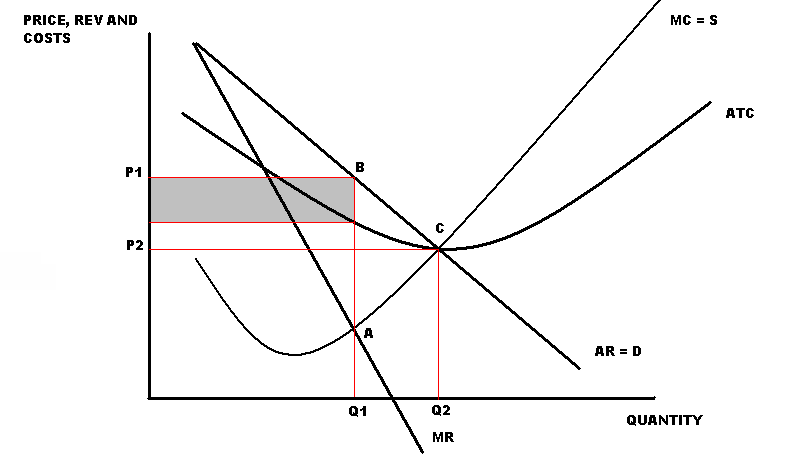 PRICE, REV AND
COSTS
MC = S
ATC
P1
B
C
P2
A
AR = D
Q1
Q2
QUANTITY
MR